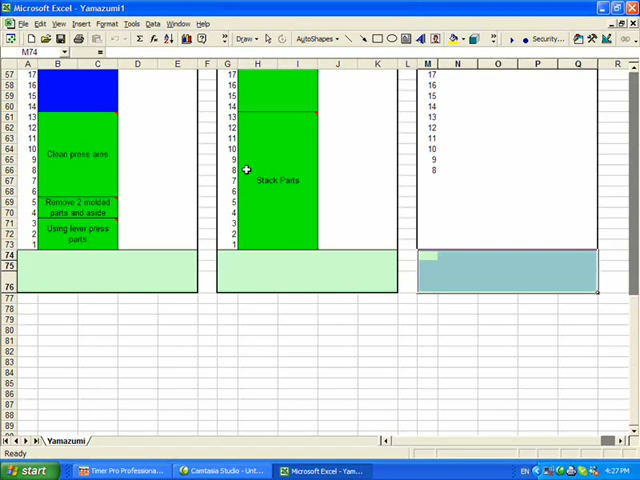 Microsoft Excel - Yamazumi1
File Edit View Insert Format Tools Data Window Help
Σ fx
Draw AutoShapes Security...
M74
A B C D E F G H I J K L M N O P Q R
57 17 17 17
58 16 16 16
59 15 15 15
60 14 14 14
61 13 13 13
62 12 12 12
63 11 11 11
64 10 10 10
65 9 9 9
66 8 8 8
67 7 7
68 6 6
69 5 5
70 4 4
71 3 3
72 2 2
73 1 1
Clean press area
Remove 2 molded
parts and aside
Using lever press
parts
Stack Parts
74
75
76
77
78
79
80
81
82
83
84
85
86
87
88
89
Yamazumi
Ready
start Timer Pro Professiona... Camtasia Studio - Unt... Microsoft Excel - Yam... EN 4:27 PM